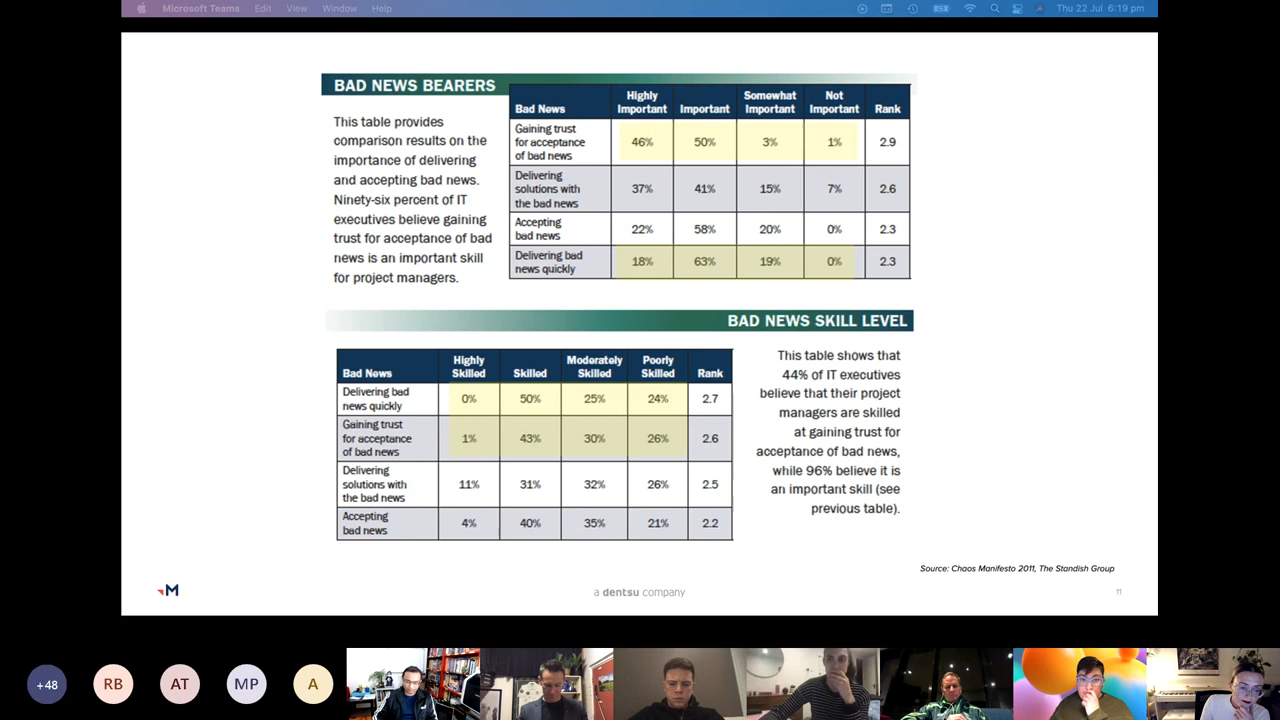 Microsoft Teams Edit View Window Help
Thu 22 Jul 6:19 pm
BAD NEWS BEARERS
This table provides
comparison results on the
importance of delivering
and accepting bad news.
Ninety-six percent of IT
executives believe gaining
trust for acceptance of bad
news is an important skill
for project managers.
Bad News Highly Important Important Somewhat Important Not Important Rank
Gaining trust for acceptance of bad news 46% 50% 3% 1% 2.9
Delivering solutions with the bad news 37% 41% 15% 7% 2.6
Accepting bad news 22% 58% 20% 0% 2.3
Delivering bad news quickly 18% 63% 19% 0% 2.3
BAD NEWS SKILL LEVEL
Bad News Highly Skilled Skilled Moderately Skilled Poorly Skilled Rank
Delivering bad news quickly 0% 50% 25% 24% 2.7
Gaining trust for acceptance of bad news 1% 43% 30% 26% 2.6
Delivering solutions with the bad news 11% 31% 32% 26% 2.5
Accepting bad news 4% 40% 35% 21% 2.2
This table shows that
44% of IT executives
believe that their project
managers are skilled
at gaining trust for
acceptance of bad news,
while 96% believe it is
an important skill (see
previous table).
Source: Chaos Manifesto 2011, The Standish Group
M
a dentsu company
11
+48 RB AT MP A